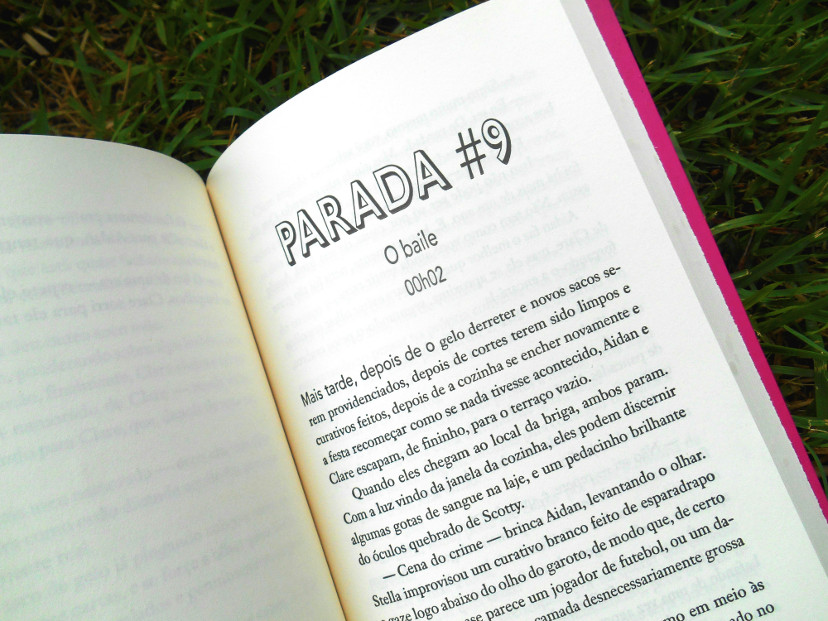 PARADA #9
O baile
00h02
Mais tarde, depois de o gelo derreter e novos sacos se-
rem providenciados, depois de cortes terem sido limpos e
curativos feitos, depois de a cozinha se encher novamente e
a festa recomeçar como se nada tivesse acontecido, Aidan e
Clare escapam, de fininho, para o terraço vazio.
Quando eles chegam ao local da briga, ambos param.
Com a luz vindo da janela da cozinha, eles podem discernir
algumas gotas de sangue na laje, e um pedacinho brilhante
do óculos quebrado de Scotty.
— Cena do crime — brinca Aidan, levantando o olhar.
Stella improvisou um curativo branco feito de esparadrapo
gaze logo abaixo do olho do garoto, de modo que, de certo
parece um jogador de futebol, ou um da-
camada desnecessariamente grossa
em meio às
no